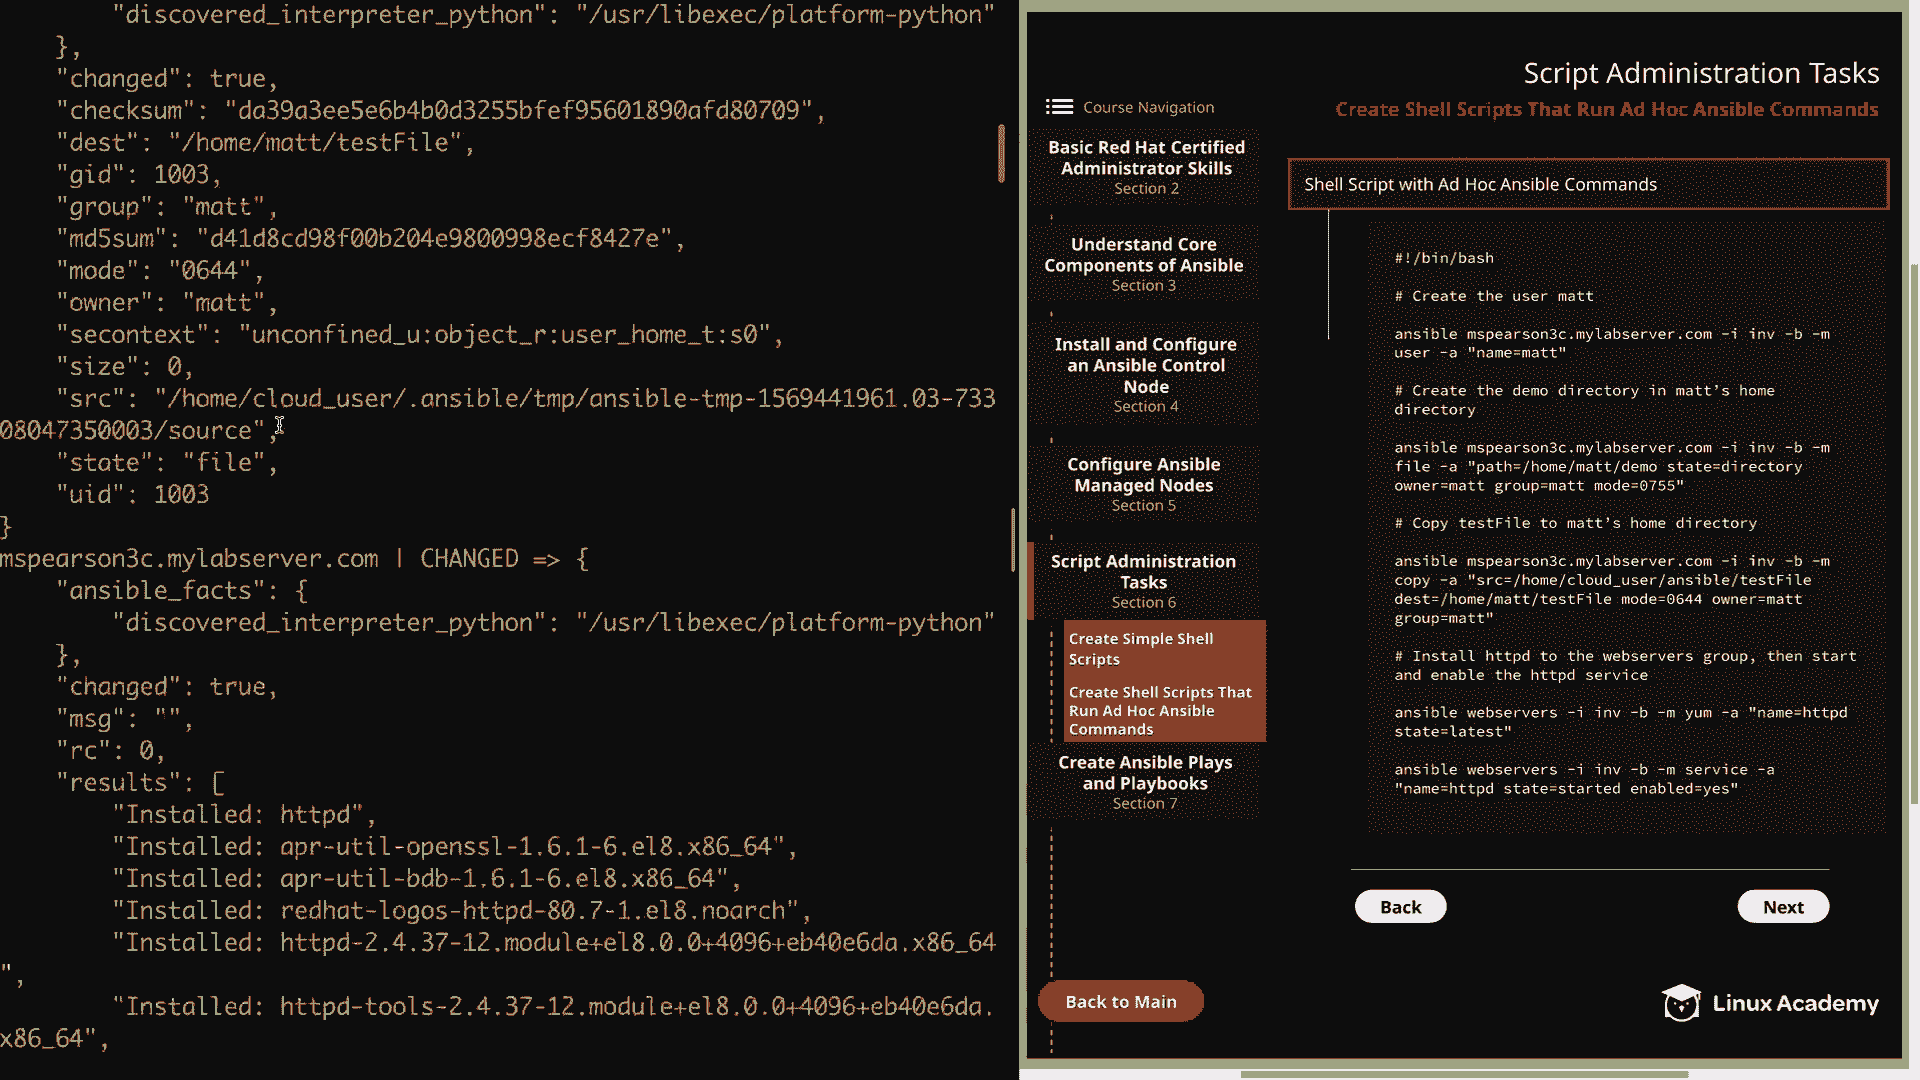 "discovered_interpreter_python": "/usr/libexec/platform-python"
},
"changed": true,
"checksum": "da39a3ee5e6b4b0d3255bfef95601890afd80709",
"dest": "/home/matt/testFile",
"gid": 1003,
"group": "matt",
"md5sum": "d41d8cd98f00b204e9800998ecf8427e",
"mode": "0644",
"owner": "matt",
"secontext": "unconfined_u:object_r:user_home_t:s0",
"size": 0,
"src": "/home/cloud_user/.ansible/tmp/ansible-tmp-1569441961.03-733
08047350003/source",
"state": "file",
"uid": 1003
}
mspearson3c.mylabserver.com | CHANGED => {
"ansible_facts": {
"discovered_interpreter_python": "/usr/libexec/platform-python"
},
"changed": true,
"msg": "",
"rc": 0,
"results": [
"Installed: httpd",
"Installed: apr-util-openssl-1.6.1-6.el8.x86_64",
"Installed: apr-util-bdb-1.6.1-6.el8.x86_64",
"Installed: redhat-logos-httpd-80.7-1.el8.noarch",
"Installed: httpd-2.4.37-12.module+el8.0.0+4096+eb40e6da.x86_64
",
"Installed: httpd-tools-2.4.37-12.module+el8.0.0+4096+eb40e6da.
x86_64",
Script Administration Tasks
Create Shell Scripts That Run Ad Hoc Ansible Commands
Course Navigation
Basic Red Hat Certified
Administrator Skills
Section 2
Understand Core
Components of Ansible
Section 3
Install and Configure
an Ansible Control
Node
Section 4
Configure Ansible
Managed Nodes
Section 5
Script Administration
Tasks
Section 6
Create Simple Shell
Scripts
Create Shell Scripts That
Run Ad Hoc Ansible
Commands
Create Ansible Plays
and Playbooks
Section 7
Back to Main
Shell Script with Ad Hoc Ansible Commands
#!/bin/bash
# Create the user matt
ansible mspearson3c.mylabserver.com -i inv -b -m
user -a "name=matt"
# Create the demo directory in matt's home
directory
ansible mspearson3c.mylabserver.com -i inv -b -m
file -a "path=/home/matt/demo state=directory
owner=matt group=matt mode=0755"
# Copy testFile to matt's home directory
ansible mspearson3c.mylabserver.com -i inv -b -m
copy -a "src=/home/cloud_user/ansible/testFile
dest=/home/matt/testFile mode=0644 owner=matt
group=matt"
# Install httpd to the webservers group, then start
and enable the httpd service
ansible webservers -i inv -b -m yum -a "name=httpd
state=latest"
ansible webservers -i inv -b -m service -a
"name=httpd state=started enabled=yes"
Back
Next
Linux Academy